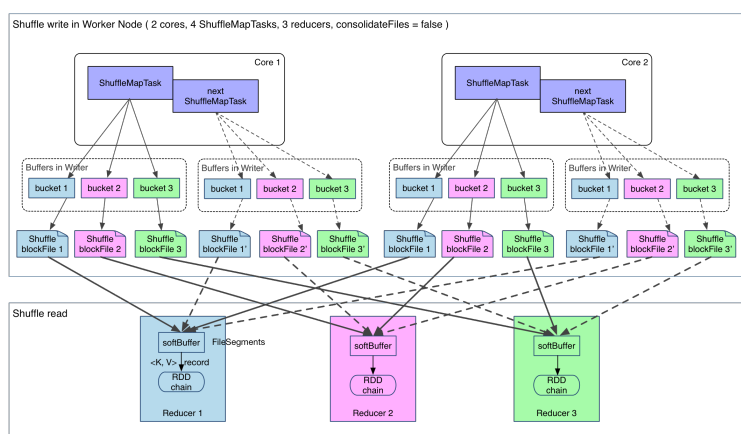 Shuffle write in Worker Node ( 2 cores, 4 ShuffleMapTasks, 3 reducers, consolidateFiles = false )
Core 1
ShuffleMapTask
next
ShuffleMapTask
Core 2
ShuffleMapTask
next
ShuffleMapTask
Buffers in Writer
bucket 1
bucket 2
bucket 3
Buffers in Writer
bucket 1
bucket 2
bucket 3
Buffers in Writer
bucket 1
bucket 2
bucket 3
Buffers in Writer
bucket 1
bucket 2
bucket 3
Shuffle
blockFile 1
Shuffle
blockFile 2
Shuffle
blockFile 3
Shuffle
blockFile 1'
Shuffle
blockFile 2'
Shuffle
blockFile 3'
Shuffle
blockFile 1
Shuffle
blockFile 2
Shuffle
blockFile 3
Shuffle
blockFile 1'
Shuffle
blockFile 2'
Shuffle
blockFile 3'
Shuffle read
softBuffer
FileSegments
<K, V> record
RDD
chain
Reducer 1
softBuffer
RDD
chain
Reducer 2
softBuffer
RDD
chain
Reducer 3